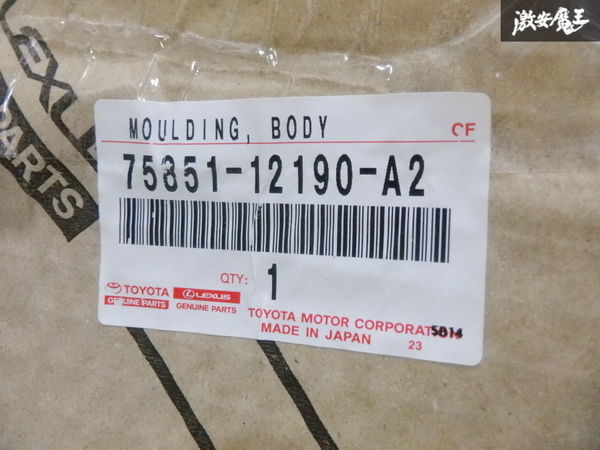 激安魔王
LEXUS
PARTS
MOULDING, BODY
CF
75851-12190-A2
QTY: 1
TOYOTA
GENUINE PARTS
LEXUS
GENUINE PARTS
TOYOTA MOTOR CORPORATION
MADE IN JAPAN
5814
23